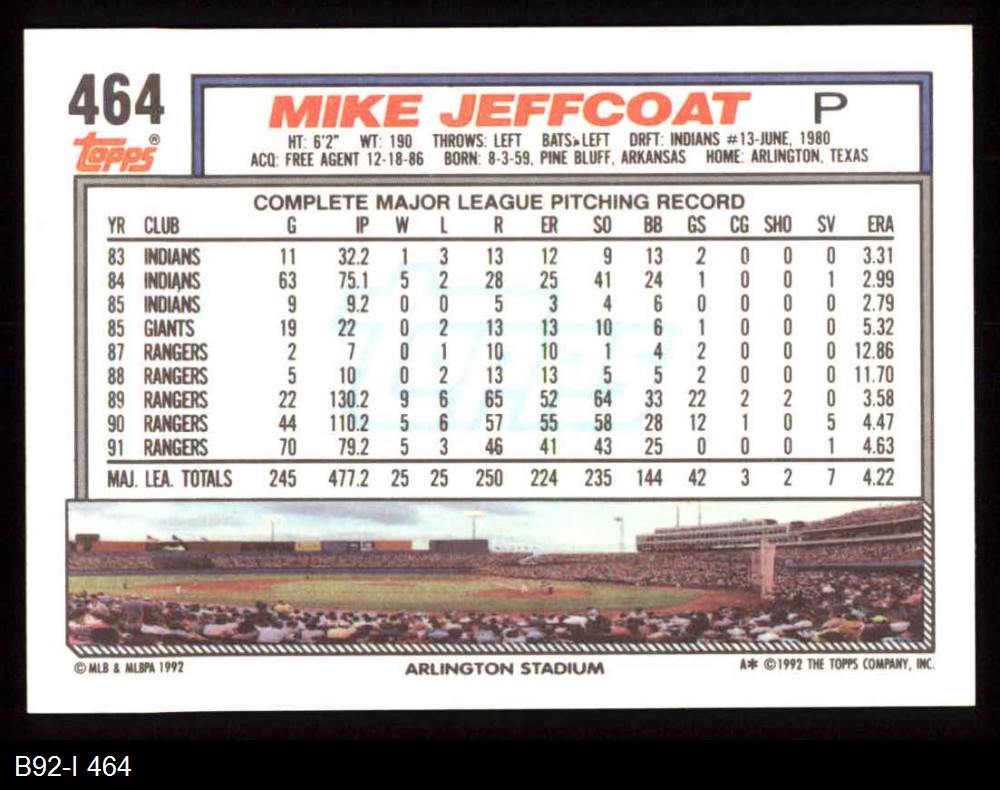 464
MIKE JEFFCOAT P
Topps®
HT: 6'2" WT: 190 THROWS: LEFT BATS: LEFT DRFT: INDIANS #13-JUNE, 1980
ACQ: FREE AGENT 12-18-86 BORN: 8-3-59, PINE BLUFF, ARKANSAS HOME: ARLINGTON, TEXAS
COMPLETE MAJOR LEAGUE PITCHING RECORD
YR CLUB G IP W L R ER SO BB GS CG SHO SV ERA
83 INDIANS 11 32.2 1 3 13 12 9 13 2 0 0 0 3.31
84 INDIANS 63 75.1 5 2 28 25 41 24 1 0 0 1 2.99
85 INDIANS 9 9.2 0 0 5 3 4 6 0 0 0 0 2.79
85 GIANTS 19 22 0 2 13 13 10 6 1 0 0 0 5.32
87 RANGERS 2 7 0 1 10 10 1 4 2 0 0 0 12.86
88 RANGERS 5 10 0 2 13 13 5 5 2 0 0 0 11.70
89 RANGERS 22 130.2 9 6 65 52 64 33 22 2 2 0 3.58
90 RANGERS 44 110.2 5 6 57 55 58 28 12 1 0 5 4.47
91 RANGERS 70 79.2 5 3 46 41 43 25 0 0 0 1 4.63
MAJ. LEA. TOTALS 245 477.2 25 25 250 224 235 144 42 3 2 7 4.22
Topps
© MLB & MLBPA 1992 ARLINGTON STADIUM A* © 1992 THE TOPPS COMPANY, INC.
B92-I 464